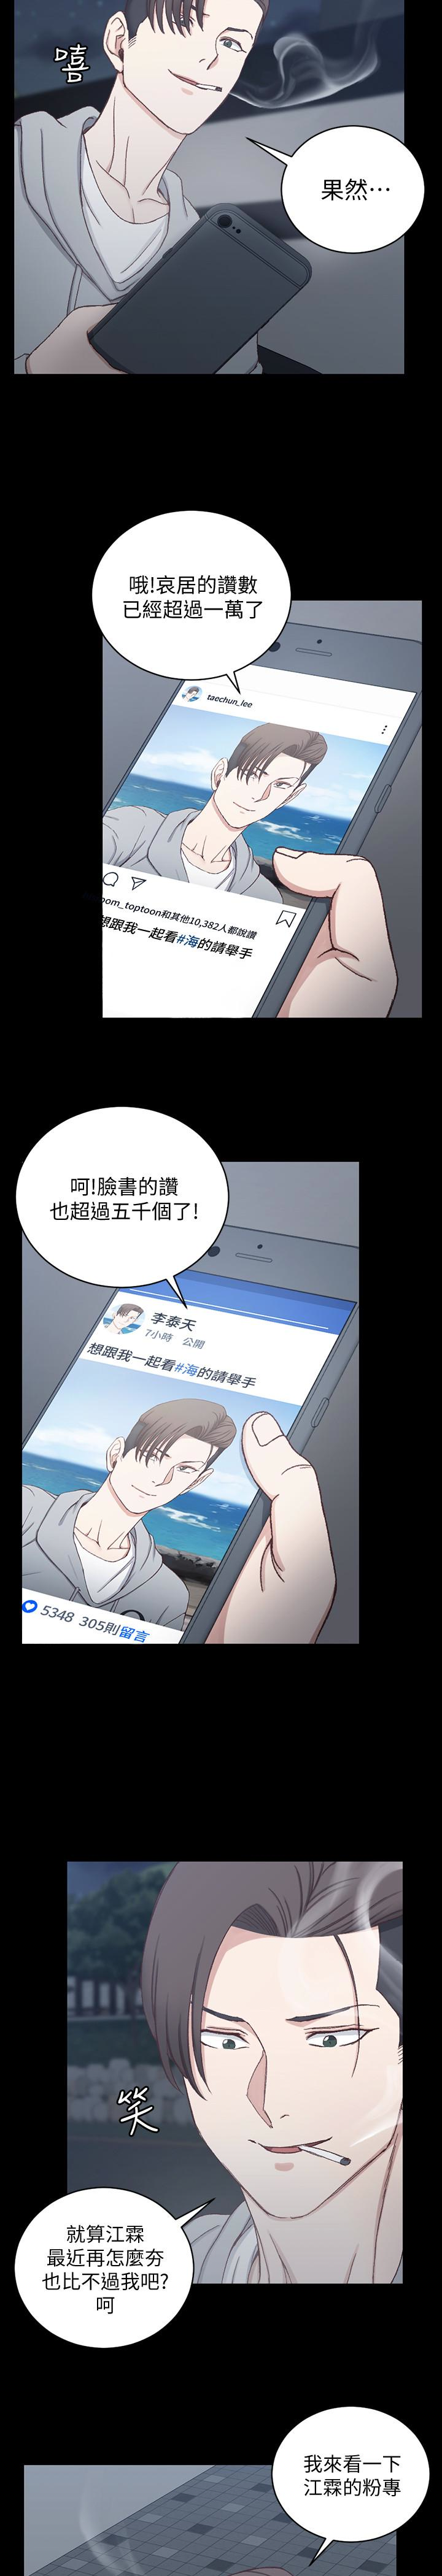 嘻
果然⋯
哦!哀居的讚數
已經超過一萬了
taechun_lee
oom_toptoon和其他10,382人都說讚
想跟我一起看#海的請舉手
呵!臉書的讚
也超過五千個了!
李泰天
7小時 公開
想跟我一起看#海的請舉手
5348 305則留言
笑
就算江霖
最近再怎麼夯
也比不過我吧?
呵
我來看一下
江霖的粉專